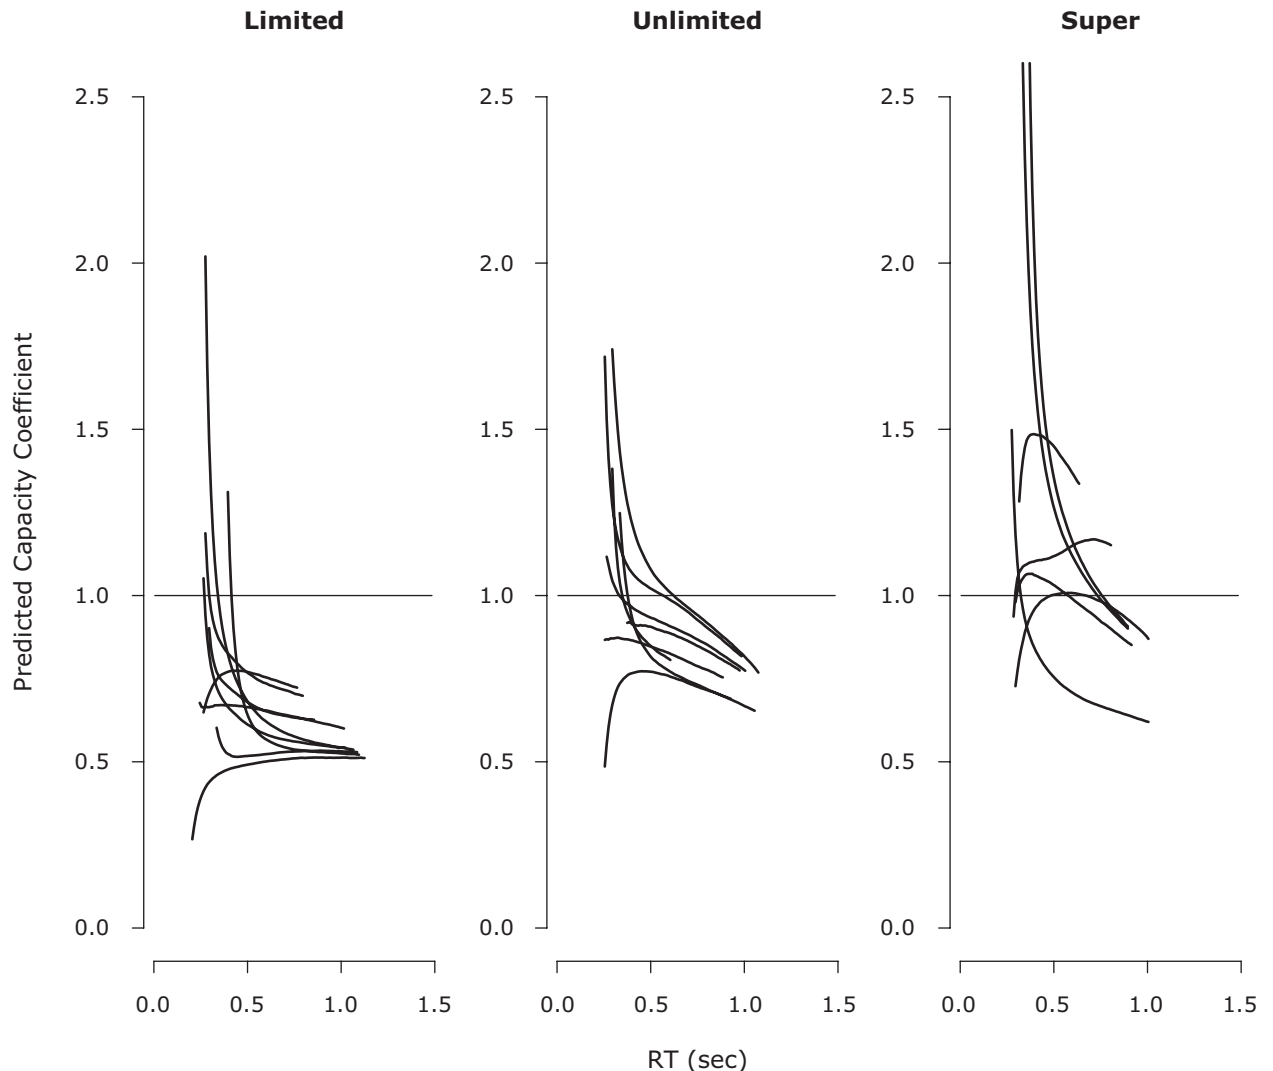 Limited Unlimited Super
2.5 2.5 2.5
2.0 2.0 2.0
1.5 1.5 1.5
1.0 1.0 1.0
0.5 0.5 0.5
0.0 0.0 0.0
Predicted Capacity Coefficient
0.0 0.5 1.0 1.5 0.0 0.5 1.0 1.5 0.0 0.5 1.0 1.5
RT (sec)